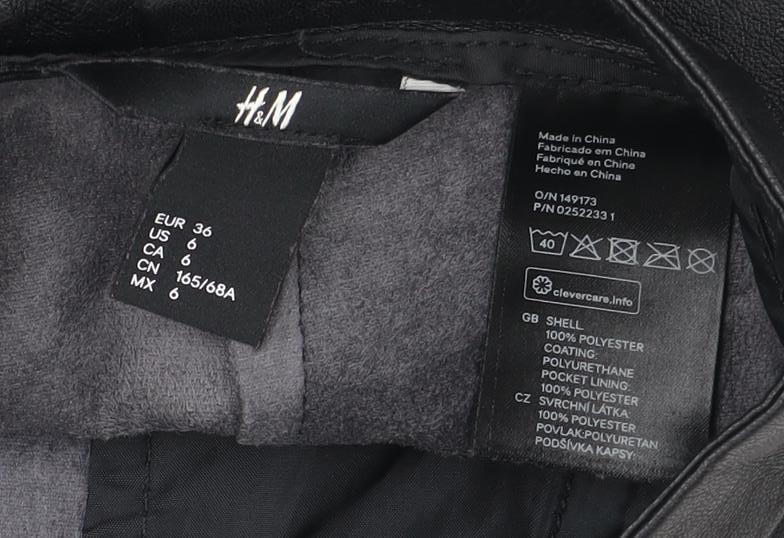 H&M
EUR 36
US 6
CA 6
CN 165/68A
MX 6
Made in China
Fabricado em China
Fabriqué en Chine
Hecho en China
O/N 149173
P/N 0252233 1
40
clevercare.info
GB SHELL:
100% POLYESTER
COATING:
POLYURETHANE
POCKET LINING:
100% POLYESTER
CZ SVRCHNÍ LÁTKA:
100% POLYESTER
POVLAK:POLYURETAN
PODŠÍVKA KAPSY: